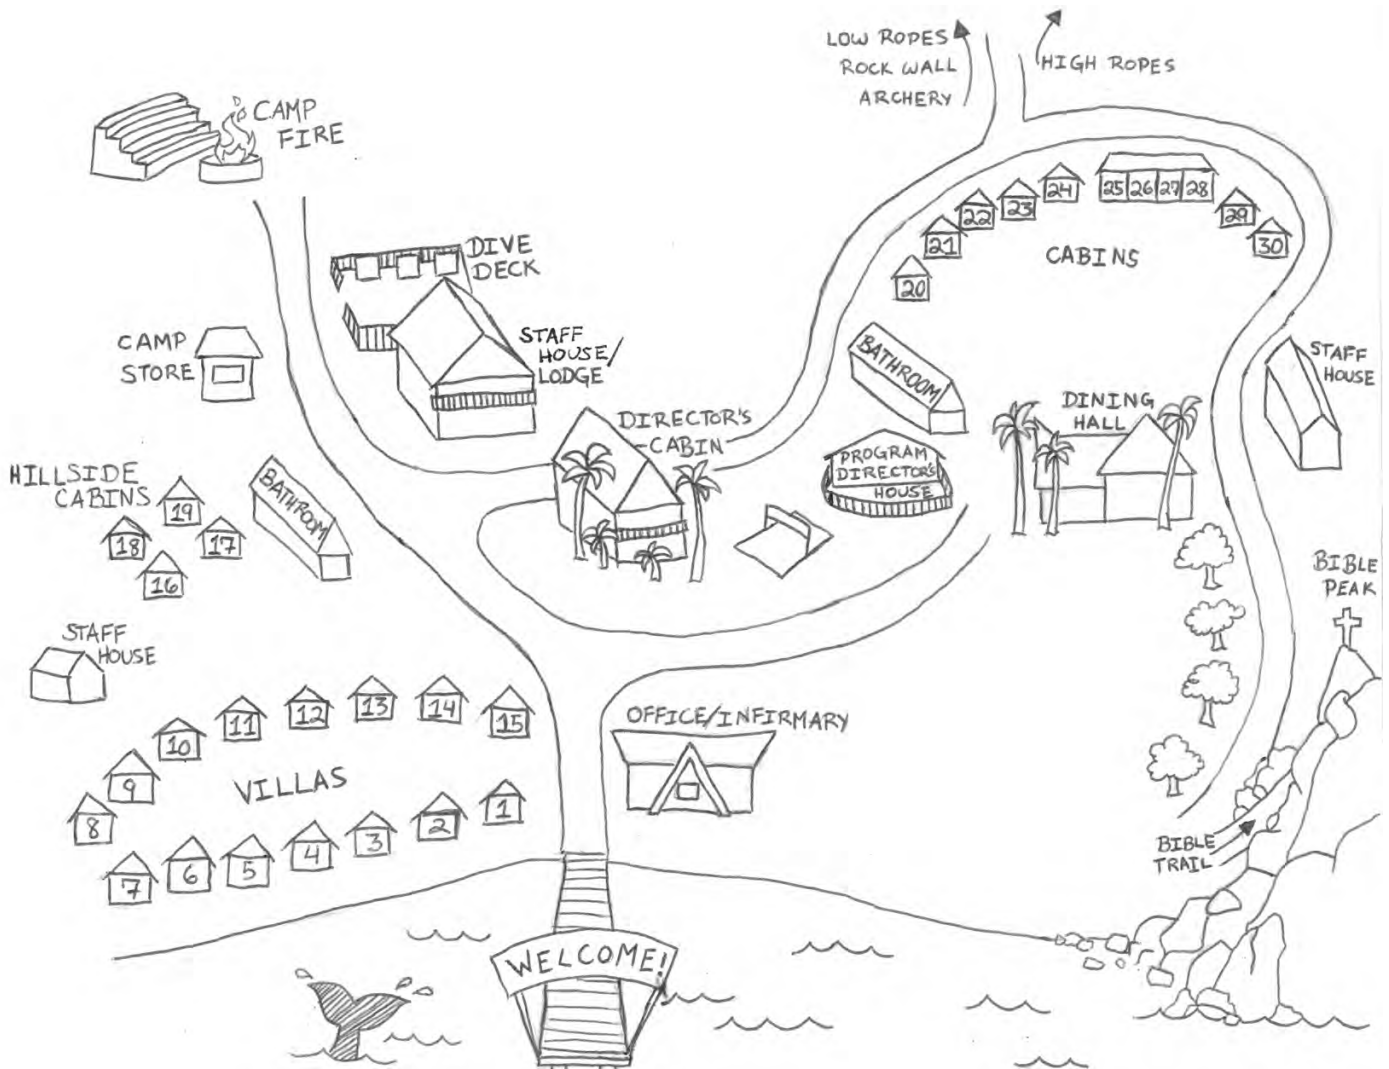 LOW ROPES
ROCK WALL
ARCHERY
HIGH ROPES
CAMP
FIRE
DIVE
DECK
STAFF
HOUSE/
LODGE
CAMP
STORE
DIRECTOR'S
CABIN
24
25 26 27 28
23
22
21
20
29
30
CABINS
BATHROOM
STAFF
HOUSE
DINING
HALL
PROGRAM
DIRECTOR'S
HOUSE
HILLSIDE
CABINS
19
18
17
16
BATHROOM
BIBLE
PEAK
STAFF
HOUSE
OFFICE/INFIRMARY
15
14
13
12
11
10
9
8
7
6
5
4
3
2
1
VILLAS
BIBLE
TRAIL
WELCOME!